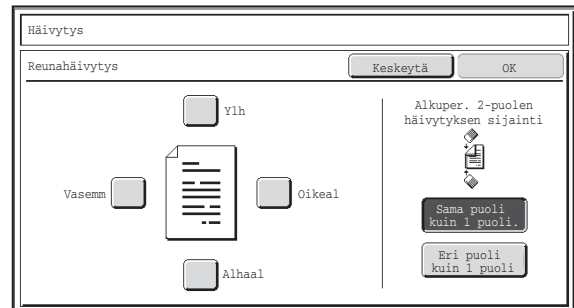 Häivytys
Reunahäivytys
Keskeytä
OK
Ylh
Vasemm
Oikeal
Alhaal
Alkuper. 2-puolen
häivytyksen sijainti
Sama puoli
kuin 1 puoli.
Eri puoli
kuin 1 puoli